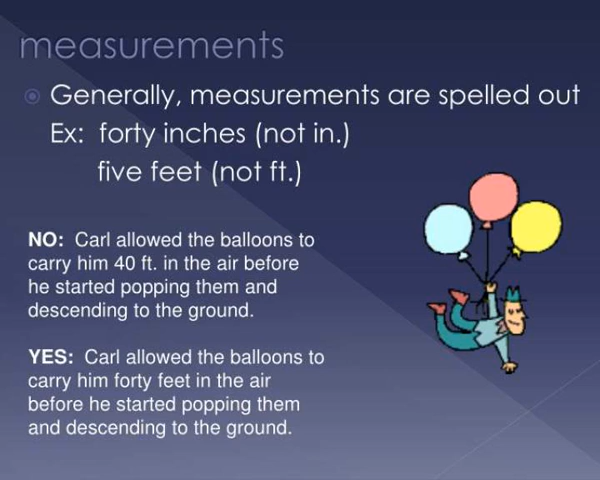 measurements
Generally, measurements are spelled out
Ex: forty inches (not in.)
five feet (not ft.)
NO: Carl allowed the balloons to
carry him 40 ft. in the air before
he started popping them and
descending to the ground.
YES: Carl allowed the balloons to
carry him forty feet in the air
before he started popping them
and descending to the ground.